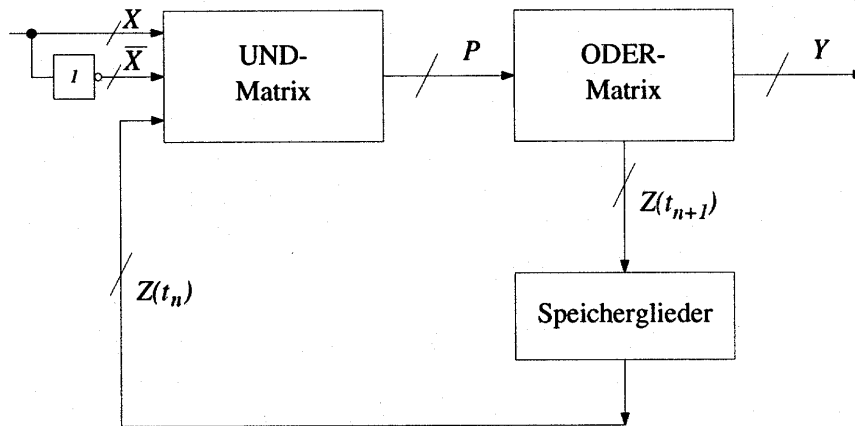 X
X̅
1
UND-
Matrix
P
ODER-
Matrix
Y
Z(tₙ₊₁)
Z(tₙ)
Speicherglieder